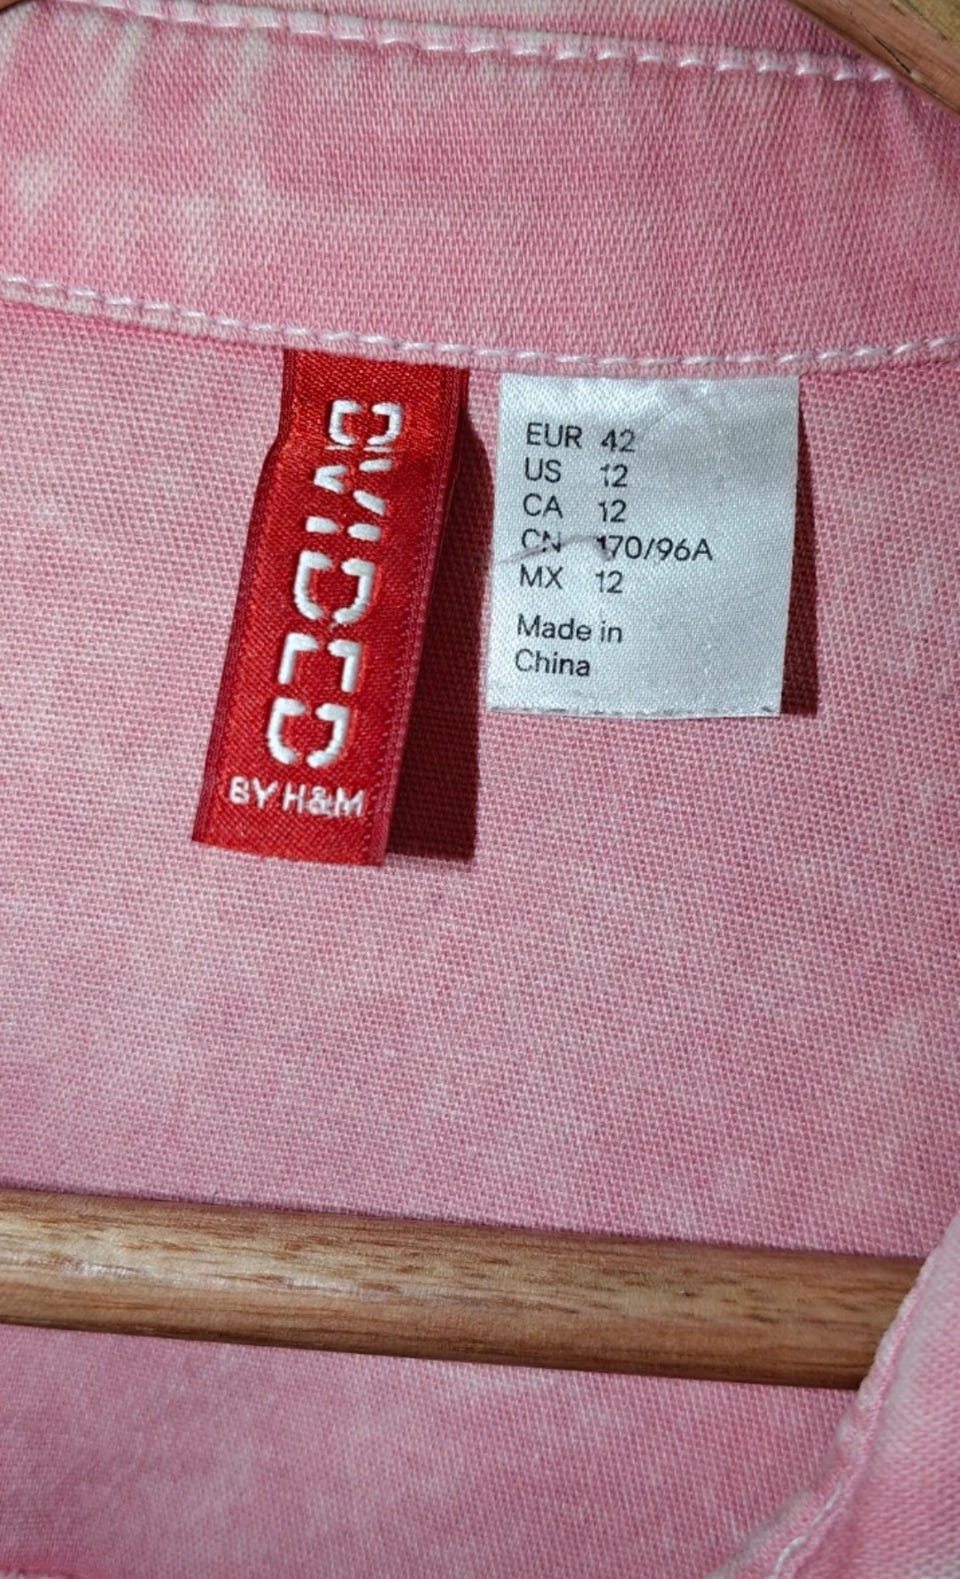 DIVIDED
BY H&M
EUR 42
US 12
CA 12
CN 170/96A
MX 12
Made in
China